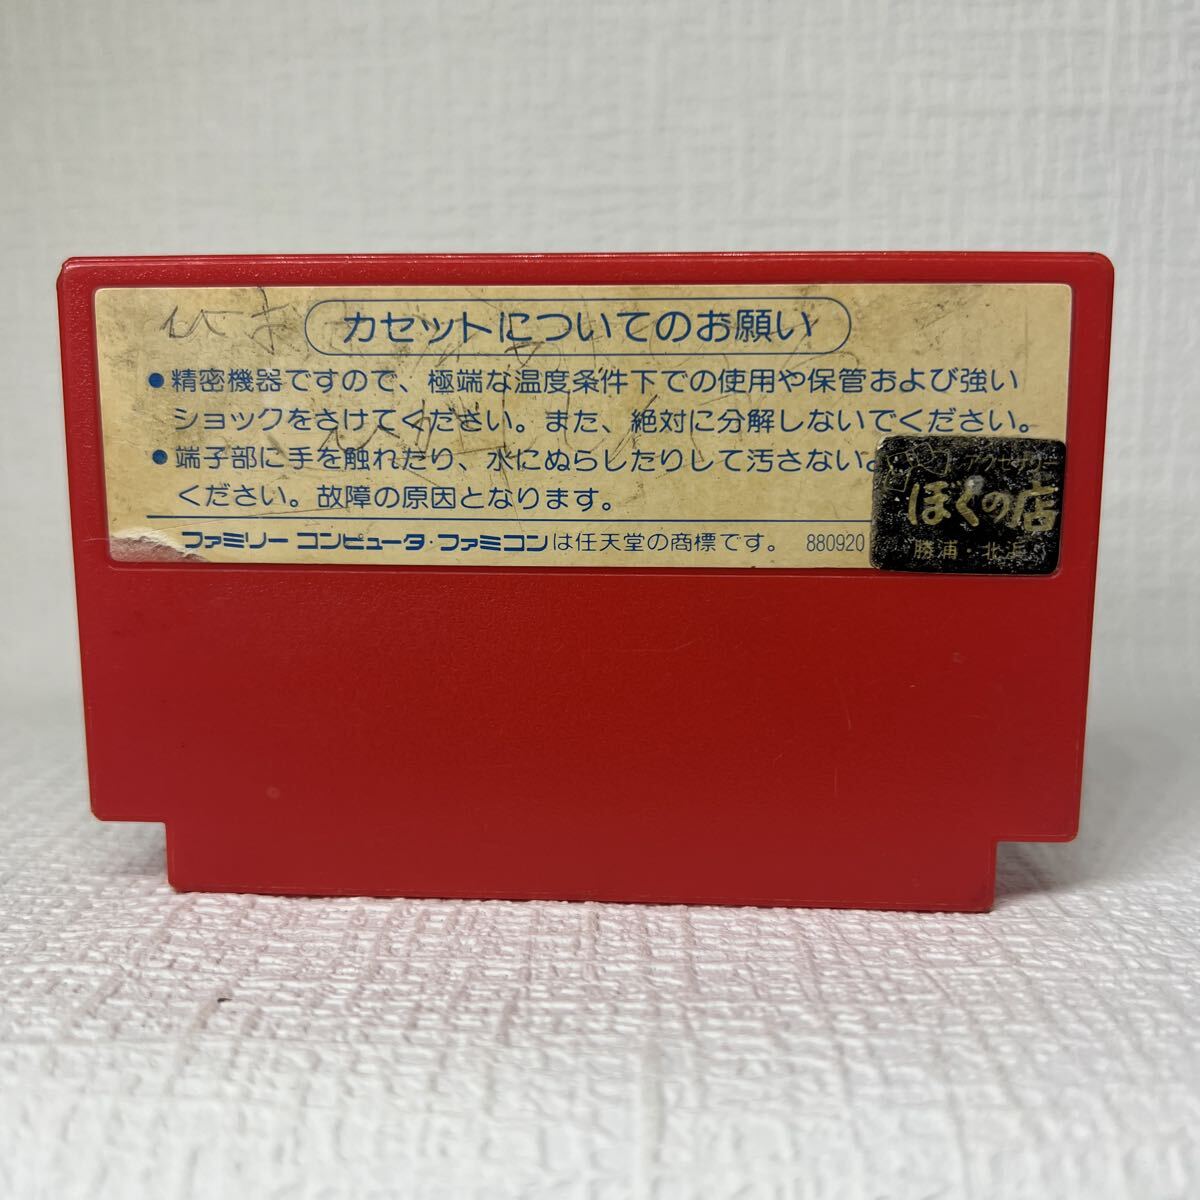 カセットについてのお願い
●精密機器ですので、極端な温度条件下での使用や保管および強い
ショックをさけてください。また、絶対に分解しないでください。
●端子部に手を触れたり、水にぬらしたりして汚さないよ
ください。故障の原因となります。
ファミリー コンピュータ・ファミコンは任天堂の商標です。 880920
アクセサリー
ぼくの店
勝浦・北浜